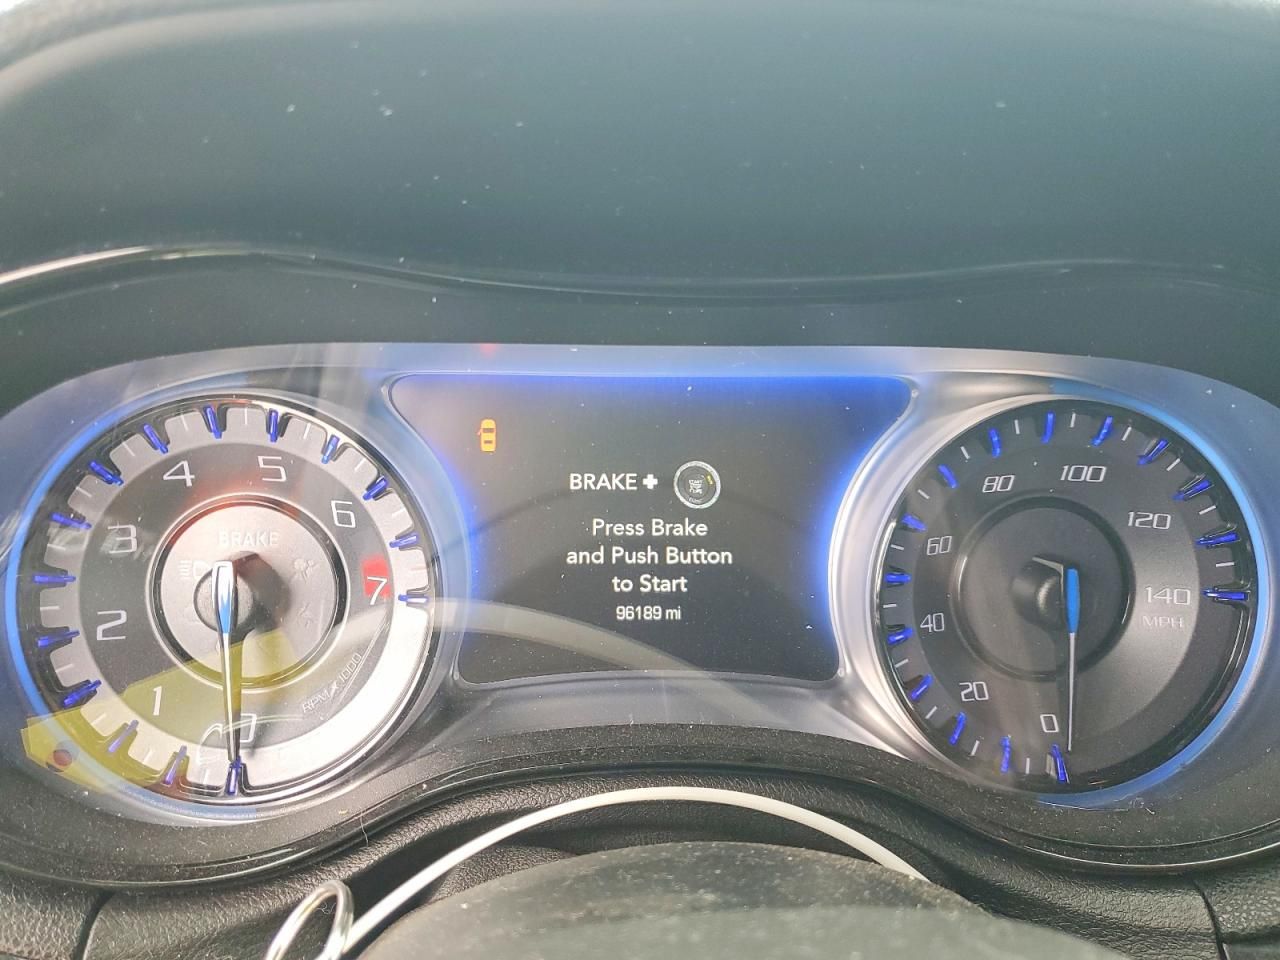 BRAKE +
Press Brake
and Push Button
to Start
96189 mi
1
2
3
4
5
6
7
BRAKE
RPM x 1000
0
20
40
60
80
100
120
140
MPH